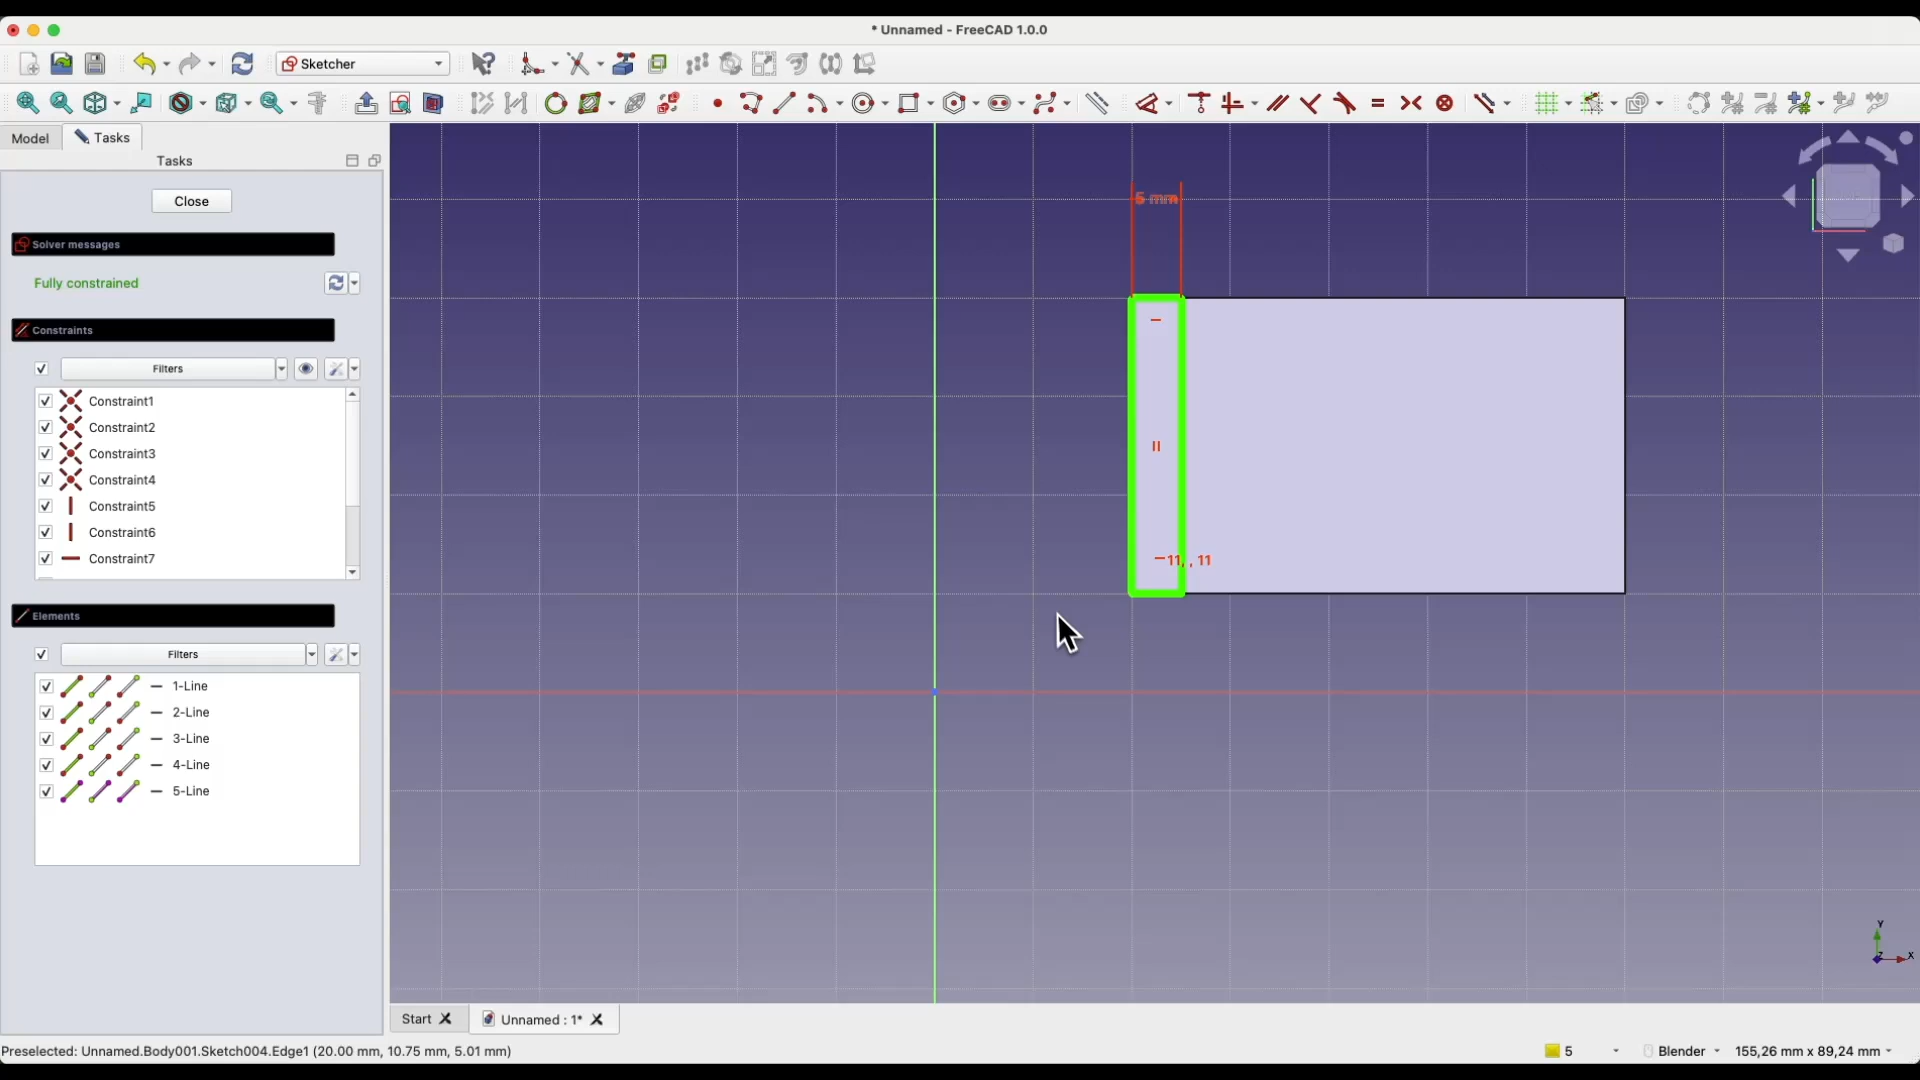 * Unnamed - FreeCAD 1.0.0
Sketcher
Model
Tasks
Tasks
Close
Solver messages
Fully constrained
Constraints
Filters
Constraint1
Constraint2
Constraint3
Constraint4
Constraint5
Constraint6
Constraint7
Elements
Filters
1-Line
2-Line
3-Line
4-Line
5-Line
5 mm
11, , 11
Y
Z
X
Start
Unnamed : 1*
Preselected: Unnamed.Body001.Sketch004.Edge1 (20.00 mm, 10.75 mm, 5.01 mm)
5
Blender
155,26 mm x 89,24 mm